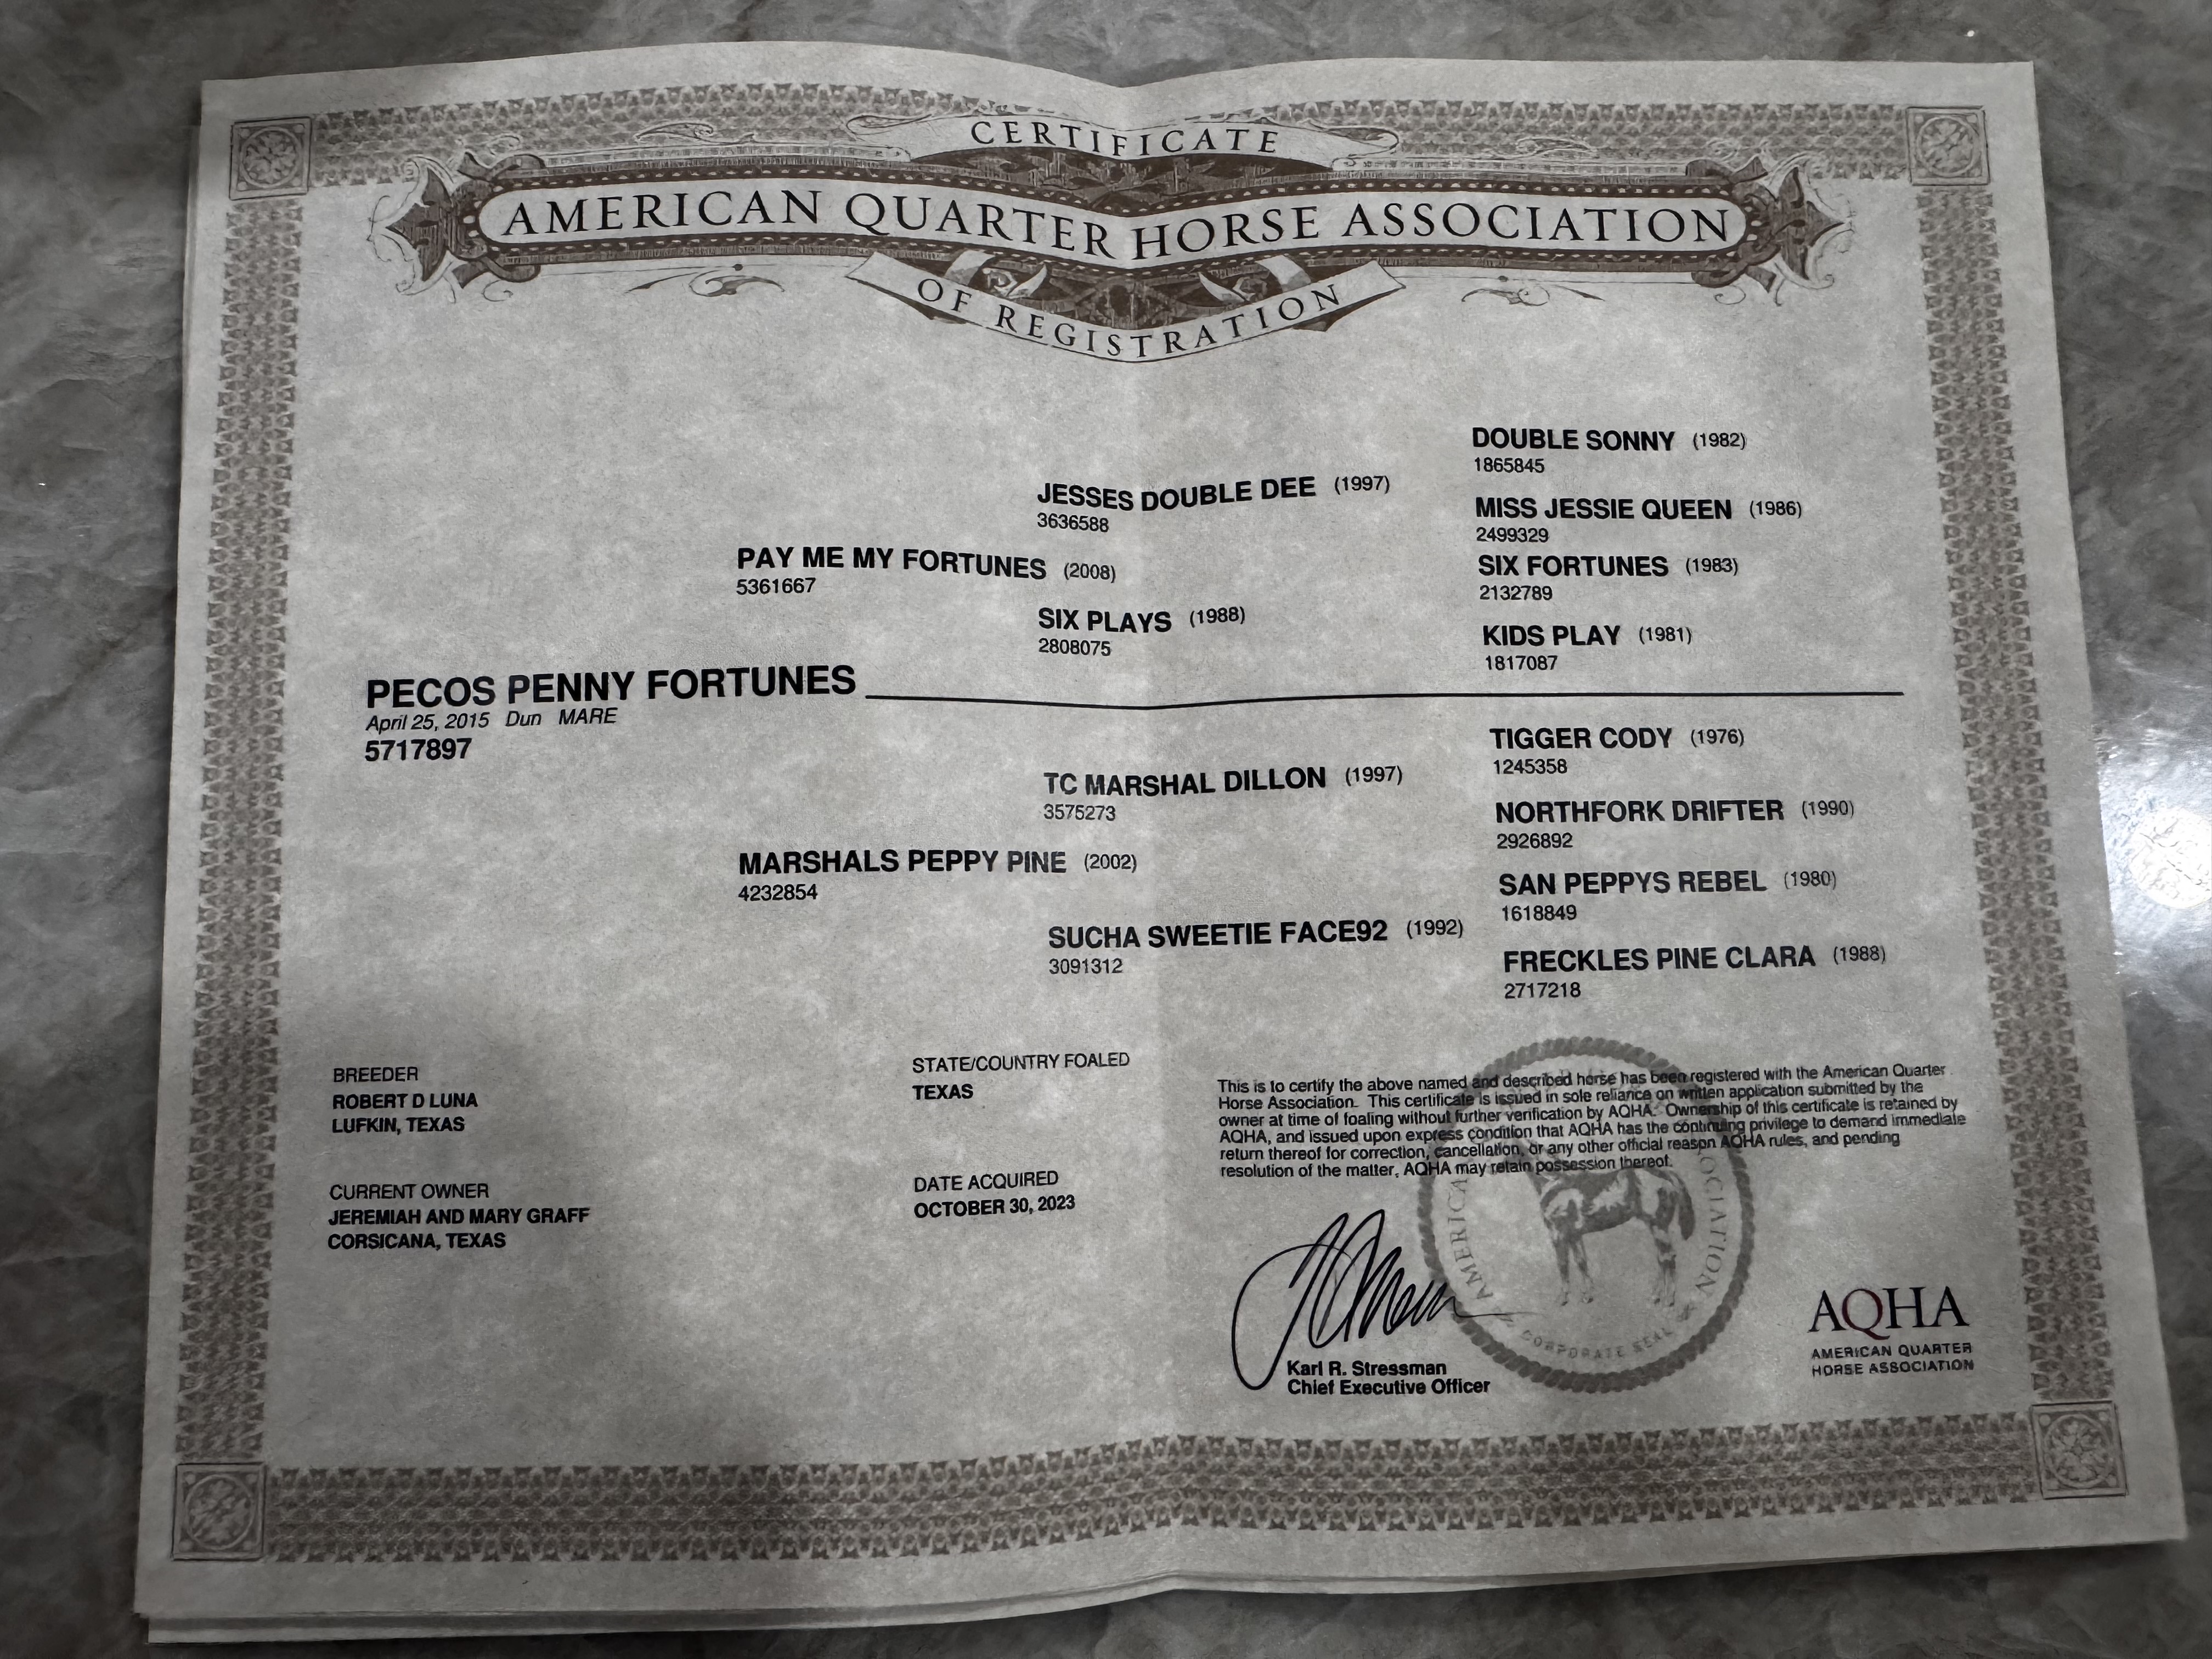 CERTIFICATE
AMERICAN QUARTER HORSE ASSOCIATION
OF REGISTRATION
DOUBLE SONNY (1982)
1865845
JESSES DOUBLE DEE (1997)
3636588
MISS JESSIE QUEEN (1986)
2499329
PAY ME MY FORTUNES (2008)
5361667
SIX FORTUNES (1983)
2132789
SIX PLAYS (1988)
2808075
KIDS PLAY (1981)
1817087
PECOS PENNY FORTUNES
April 25, 2015 Dun MARE
5717897
TIGGER CODY (1976)
1245358
TC MARSHAL DILLON (1997)
3575273
NORTHFORK DRIFTER (1990)
2926892
MARSHALS PEPPY PINE (2002)
4232854
SAN PEPPYS REBEL (1980)
1618849
SUCHA SWEETIE FACE92 (1992)
3091312
FRECKLES PINE CLARA (1988)
2717218
BREEDER
ROBERT D LUNA
LUFKIN, TEXAS
STATE/COUNTRY FOALED
TEXAS
CURRENT OWNER
JEREMIAH AND MARY GRAFF
CORSICANA, TEXAS
DATE ACQUIRED
OCTOBER 30, 2023
This is to certify the above named and described horse has been registered with the American Quarter
Horse Association. This certificate is issued in sole reliance on written application submitted by the
owner at time of foaling without further verification by AQHA. Ownership of this certificate is retained by
AQHA, and issued upon express condition that AQHA has the continuing privilege to demand immediate
return thereof for correction, cancellation, or any other official reason AQHA rules, and pending
resolution of the matter, AQHA may retain possession thereof.
Karl R. Stressman
Chief Executive Officer
CORPORATE SEAL
AQHA
AMERICAN QUARTER
HORSE ASSOCIATION